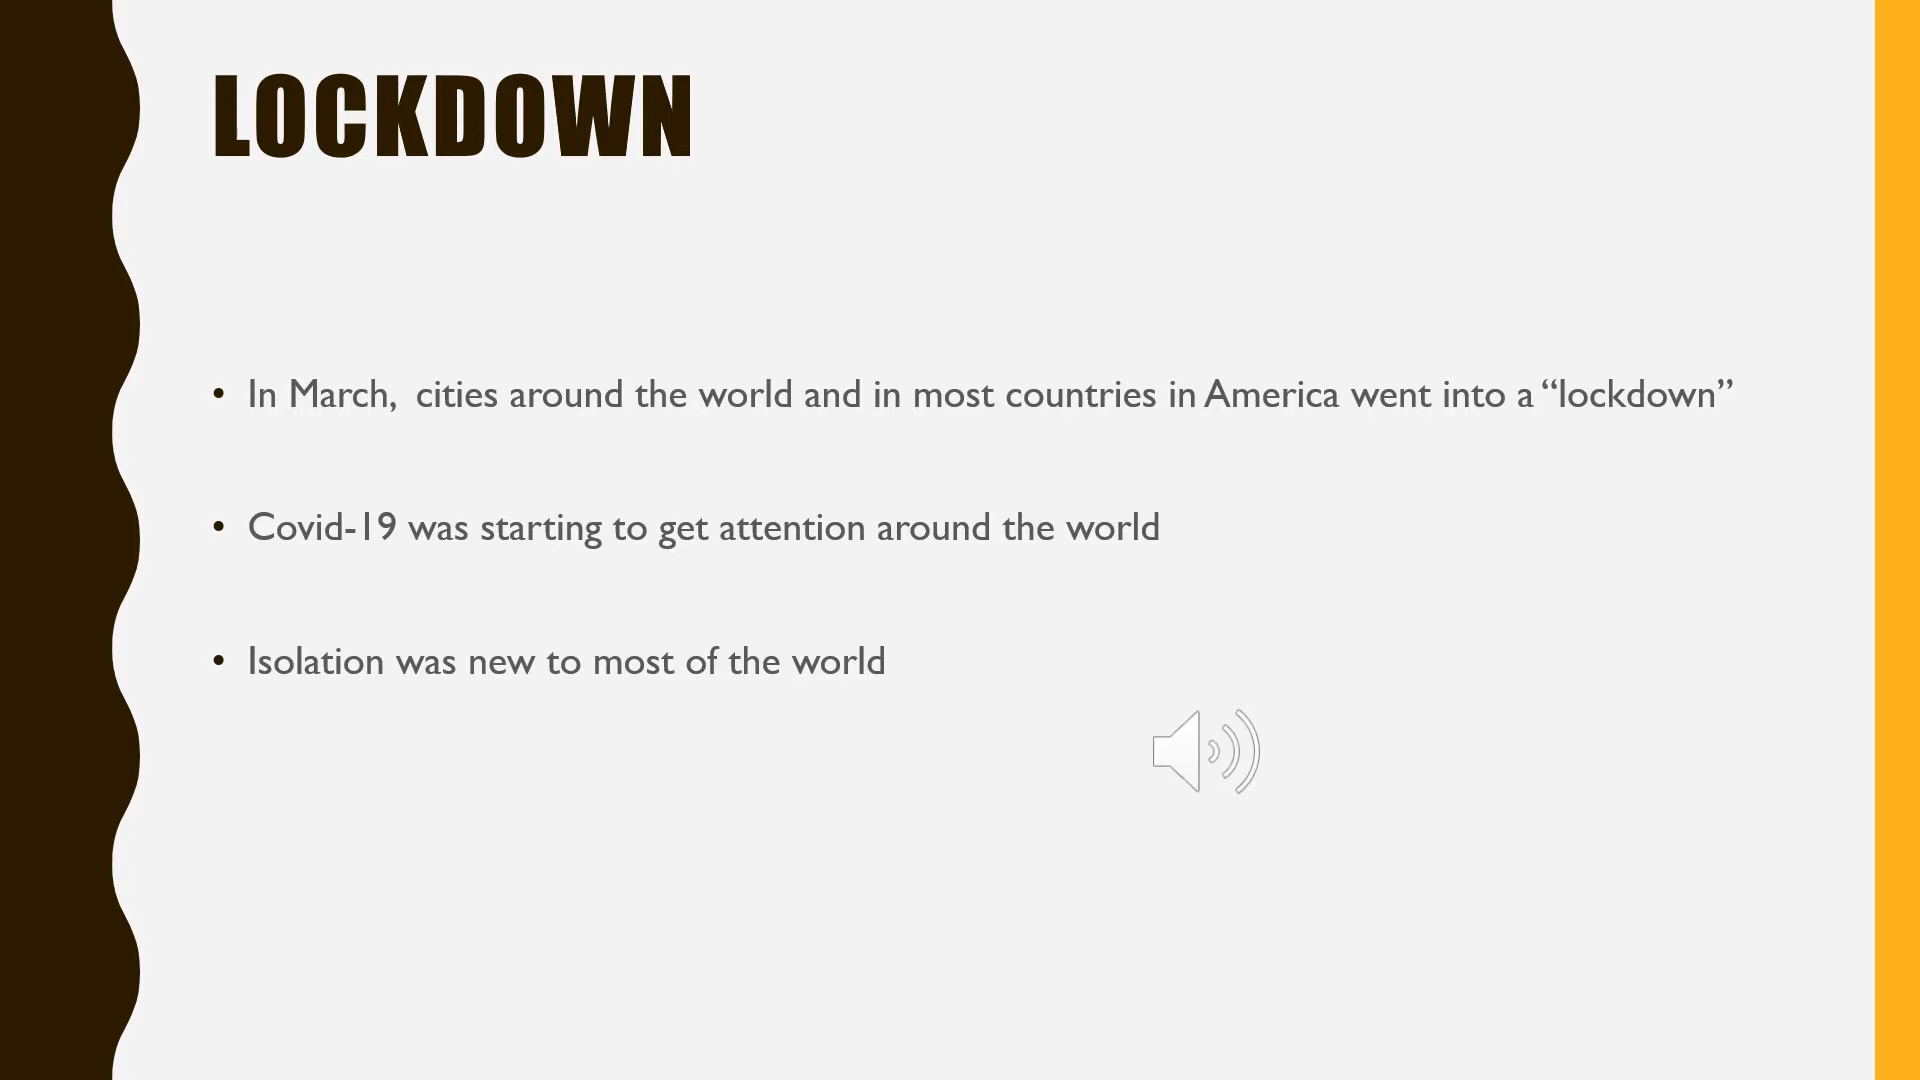 LOCKDOWN
• In March,  cities around the world and in most countries in America went into a “lockdown”
• Covid-19 was starting to get attention around the world
• Isolation was new to most of the world